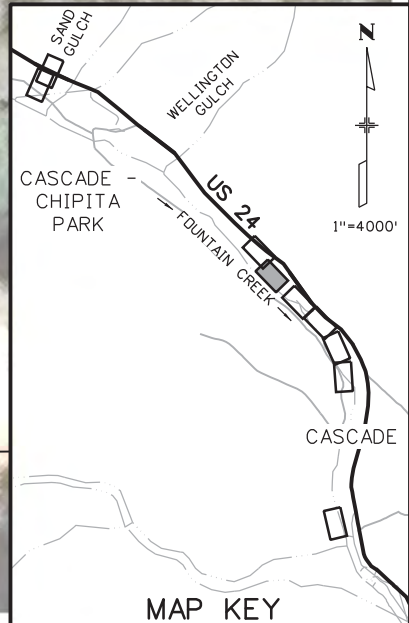 SAND
GULCH
N
WELLINGTON
GULCH
CASCADE -
CHIPITA
PARK
US 24
FOUNTAIN CREEK
1"=4000'
CASCADE
MAP KEY